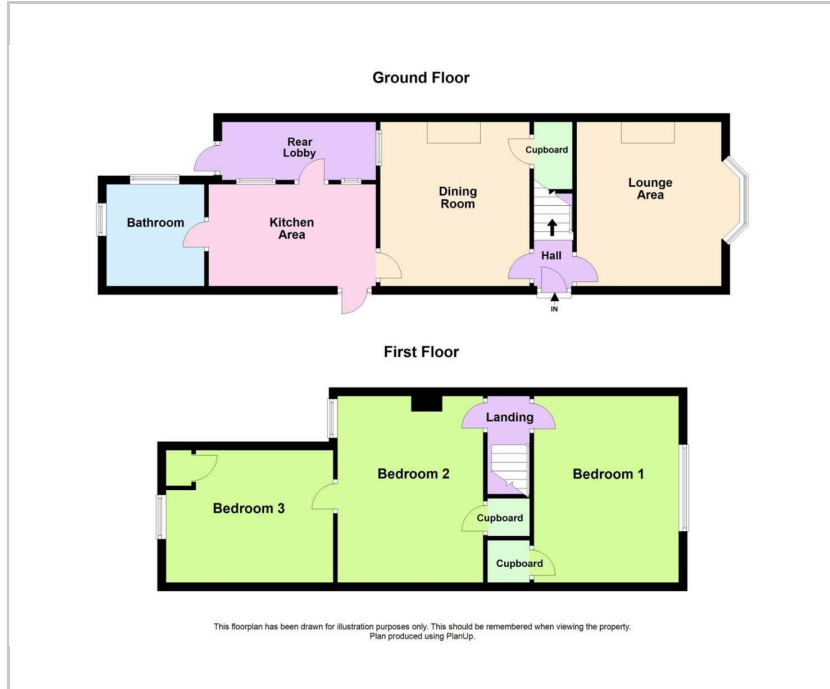 Ground Floor
Rear
Lobby
Cupboard
Bathroom
Kitchen
Area
Dining
Room
Lounge
Area
Hall
IN
First Floor
Landing
Bedroom 3
Bedroom 2
Bedroom 1
Cupboard
Cupboard
This floorplan has been drawn for illustration purposes only. This should be remembered when viewing the property.
Plan produced using PlanUp.